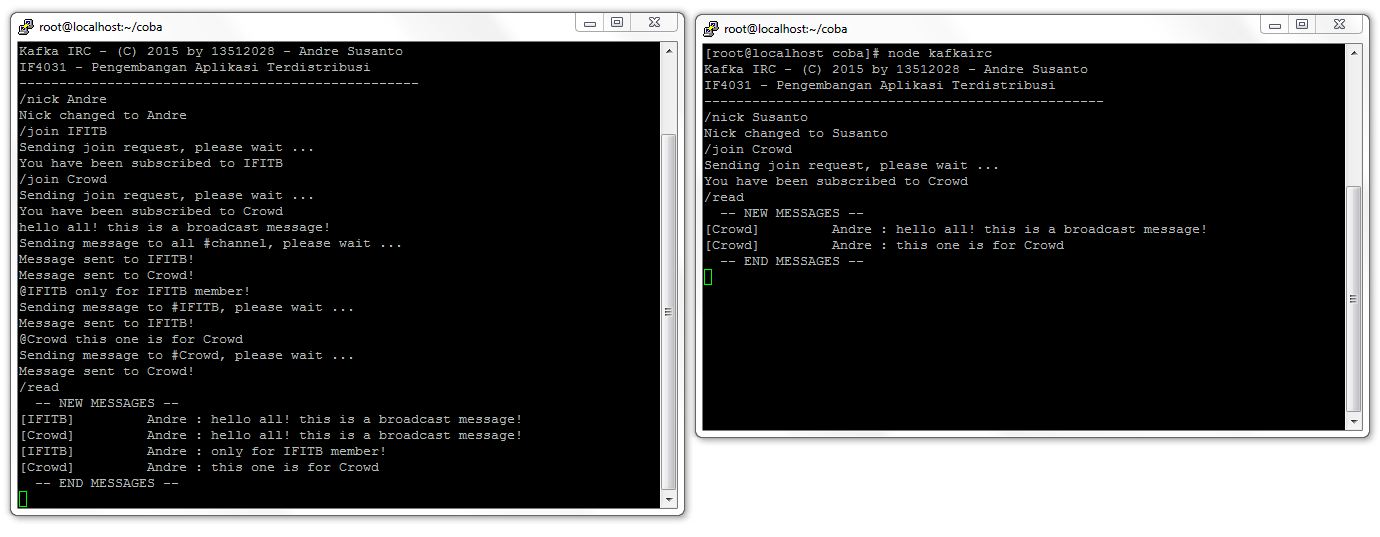 root@localhost:~/coba
Kafka IRC - (C) 2015 by 13512028 - Andre Susanto
IF4031 - Pengembangan Aplikasi Terdistribusi
--------------------------------------------------
/nick Andre
Nick changed to Andre
/join IFITB
Sending join request, please wait ...
You have been subscribed to IFITB
/join Crowd
Sending join request, please wait ...
You have been subscribed to Crowd
hello all! this is a broadcast message!
Sending message to all #channel, please wait ...
Message sent to IFITB!
Message sent to Crowd!
@IFITB only for IFITB member!
Sending message to #IFITB, please wait ...
Message sent to IFITB!
@Crowd this one is for Crowd
Sending message to #Crowd, please wait ...
Message sent to Crowd!
/read
  -- NEW MESSAGES --
[IFITB]         Andre : hello all! this is a broadcast message!
[Crowd]         Andre : hello all! this is a broadcast message!
[IFITB]         Andre : only for IFITB member!
[Crowd]         Andre : this one is for Crowd
  -- END MESSAGES --
root@localhost:~/coba
[root@localhost coba]# node kafkairc
Kafka IRC - (C) 2015 by 13512028 - Andre Susanto
IF4031 - Pengembangan Aplikasi Terdistribusi
--------------------------------------------------
/nick Susanto
Nick changed to Susanto
/join Crowd
Sending join request, please wait ...
You have been subscribed to Crowd
/read
  -- NEW MESSAGES --
[Crowd]         Andre : hello all! this is a broadcast message!
[Crowd]         Andre : this one is for Crowd
  -- END MESSAGES --